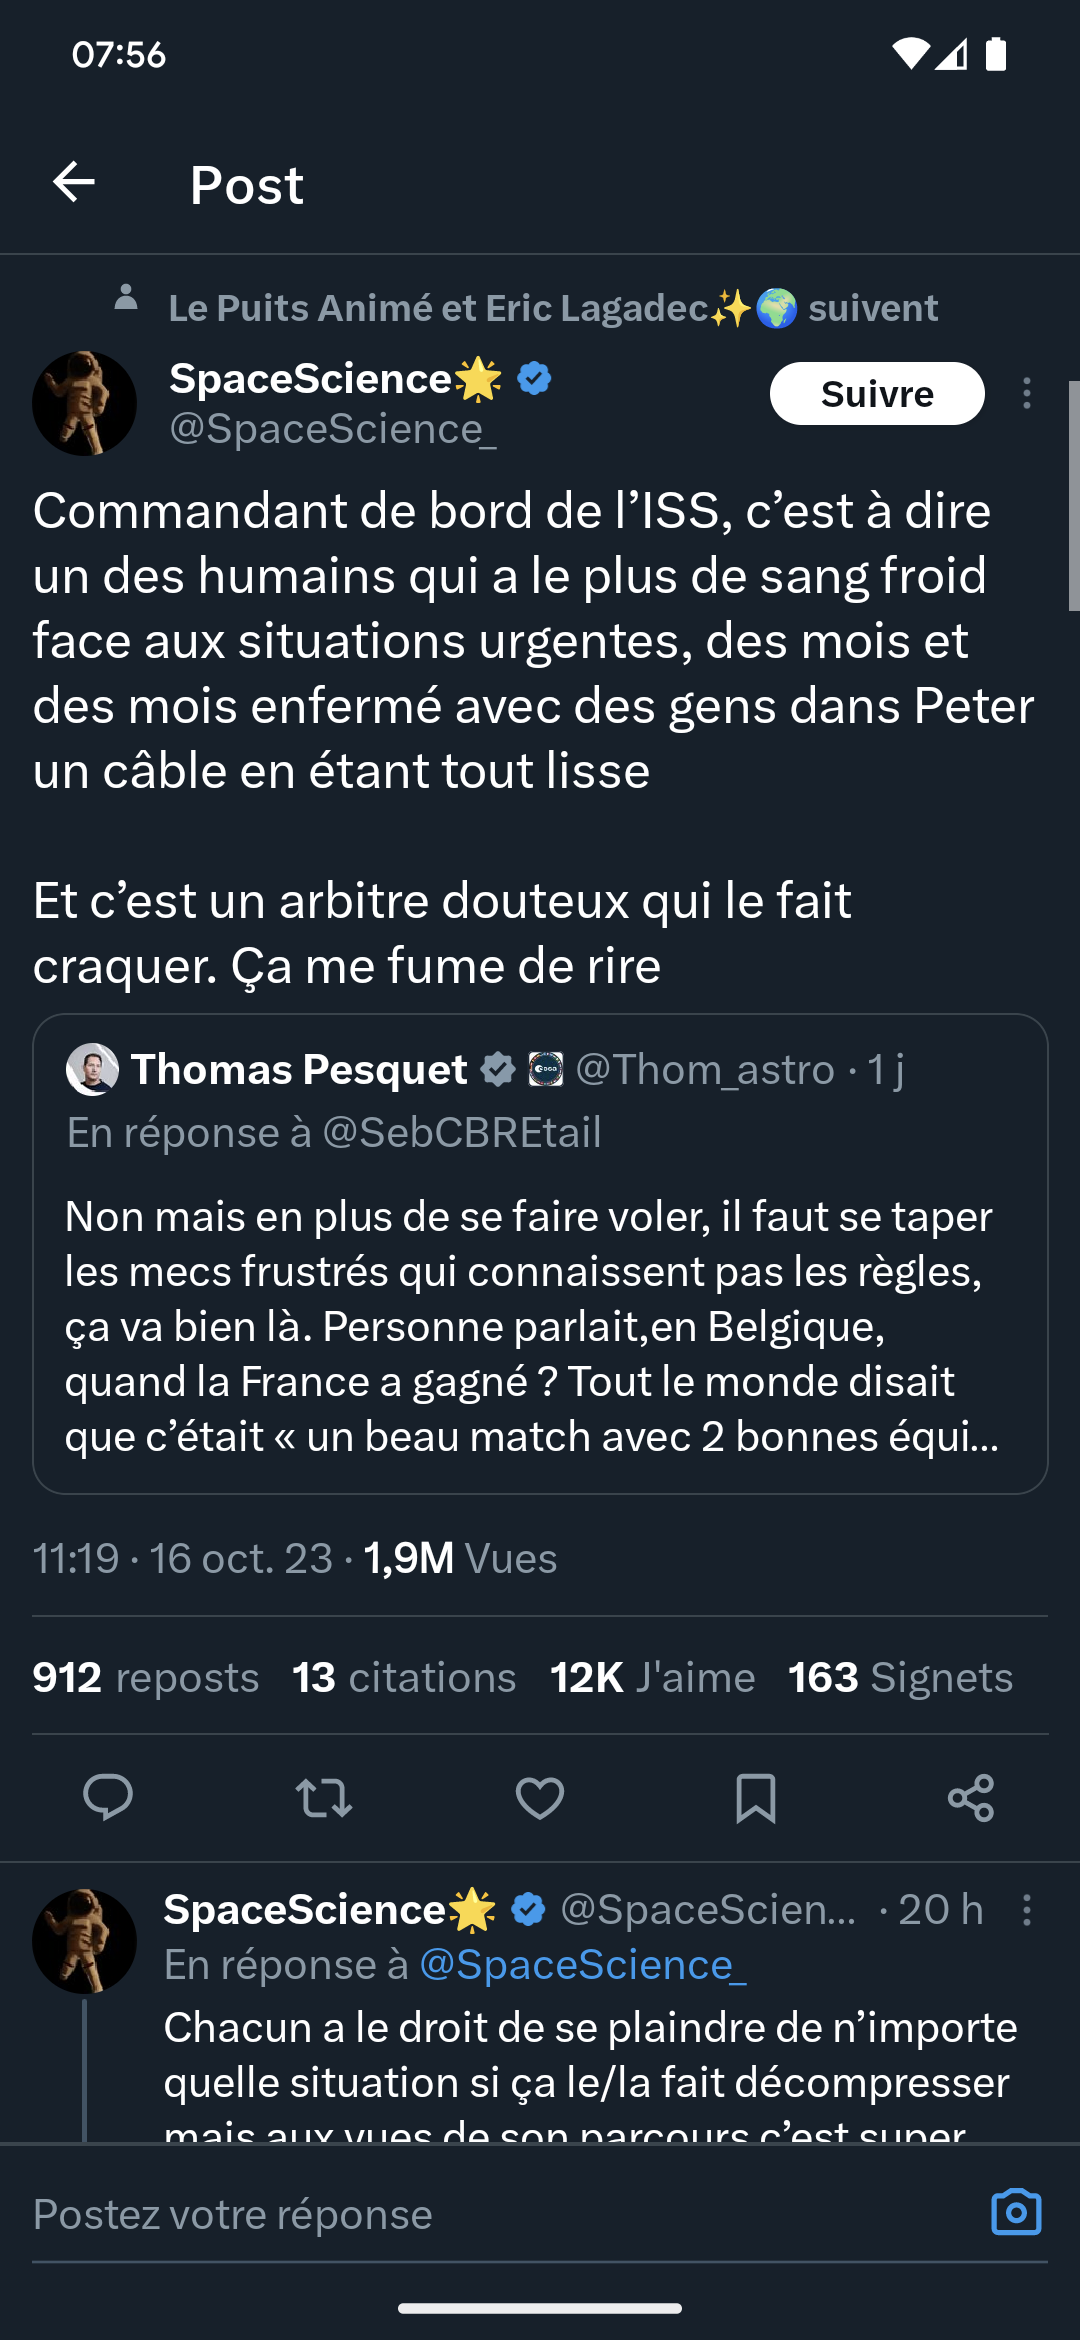 07:56
Post
Le Puits Animé et Eric Lagadec✨🌍 suivent
SpaceScience🌟
Suivre
@SpaceScience_
Commandant de bord de l’ISS, c’est à dire
un des humains qui a le plus de sang froid
face aux situations urgentes, des mois et
des mois enfermé avec des gens dans Peter
un câble en étant tout lisse
Et c’est un arbitre douteux qui le fait
craquer. Ça me fume de rire
Thomas Pesquet @Thom_astro · 1 j
En réponse à @SebCBREtail
Non mais en plus de se faire voler, il faut se taper
les mecs frustrés qui connaissent pas les règles,
ça va bien là. Personne parlait,en Belgique,
quand la France a gagné ? Tout le monde disait
que c’était « un beau match avec 2 bonnes équi...
11:19 · 16 oct. 23 · 1,9M Vues
912 reposts 13 citations 12K J'aime 163 Signets
SpaceScience🌟 @SpaceScien... · 20 h
En réponse à @SpaceScience_
Chacun a le droit de se plaindre de n’importe
quelle situation si ça le/la fait décompresser
mais aux vues de son parcours c’est super
Postez votre réponse